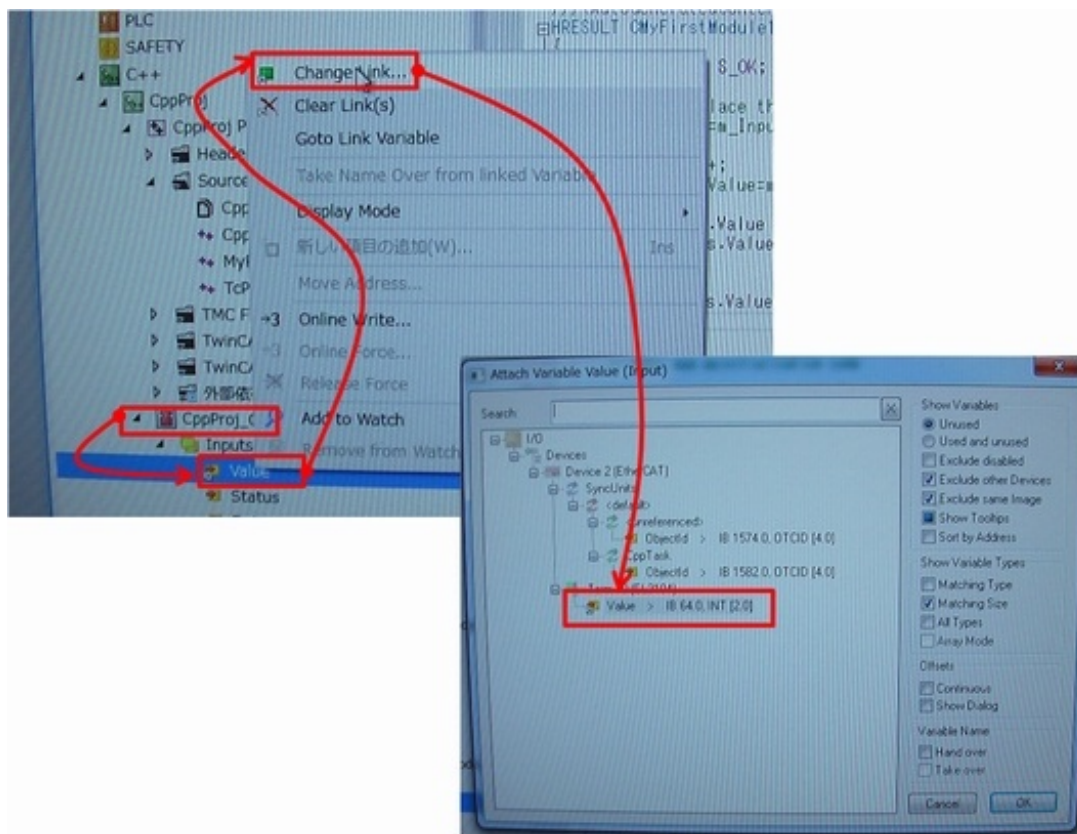 PLC
SAFETY
C++
CppProj
CppProj P
Heade
Source
Cpp
Cpp
MyF
TcP
TMC F
TwinCA
TwinCA
外部依
CppProj_C
Inputs
Value
Status
Change Link...
Clear Link(s)
Goto Link Variable
Take Name Over from linked Variable
Display Mode
新しい項目の追加(W)... Ins
Move Address...
Online Write...
Online Force...
Release Force
Add to Watch
Remove from Watch
HRESULT CMyFirstModule1
S_OK;
lace th
=m_Inpu
+;
Value=m
.Value
s.Value
s.Value
Attach Variable Value (Input)
Search
I/O
Devices
Device 2 (EtherCAT)
SyncUnits
<default>
<unreferenced>
ObjectId > IB 1574.0, OTCID [4.0]
CppTask
ObjectId > IB 1582.0, OTCID [4.0]
Value > IB 64.0, INT [2.0]
Show Variables
Unused
Used and unused
Exclude disabled
Exclude other Devices
Exclude same Image
Show Tooltips
Sort by Address
Show Variable Types
Matching Type
Matching Size
All Types
Array Mode
Offsets
Continuous
Show Dialog
Variable Name
Hand over
Take over
Cancel OK